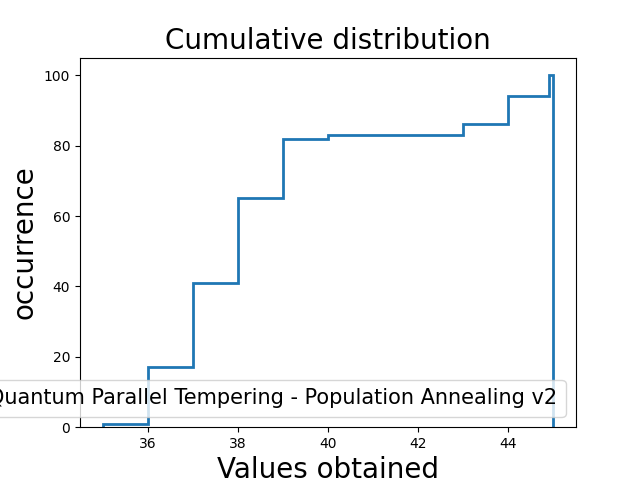 Cumulative distribution
occurrence
100
80
60
40
20
0
Quantum Parallel Tempering - Population Annealing v2
36 38 40 42 44
Values obtained